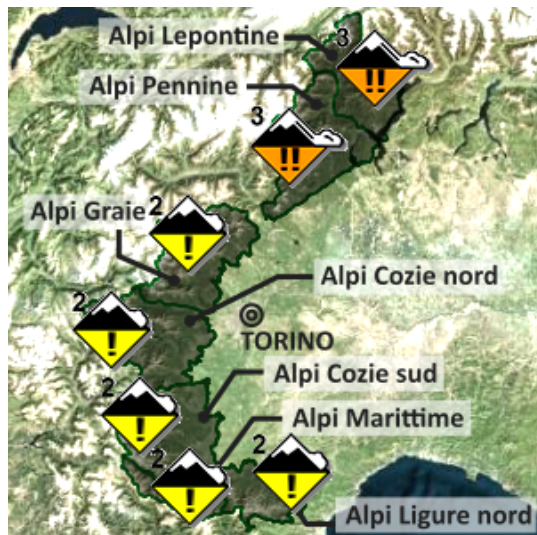 Alpi Lepontine
3
Alpi Pennine
!!
3
!!
Alpi Graie
2
!
Alpi Cozie nord
2
!
TORINO
Alpi Cozie sud
2
!
Alpi Marittime
2
!
2
!
Alpi Ligure nord